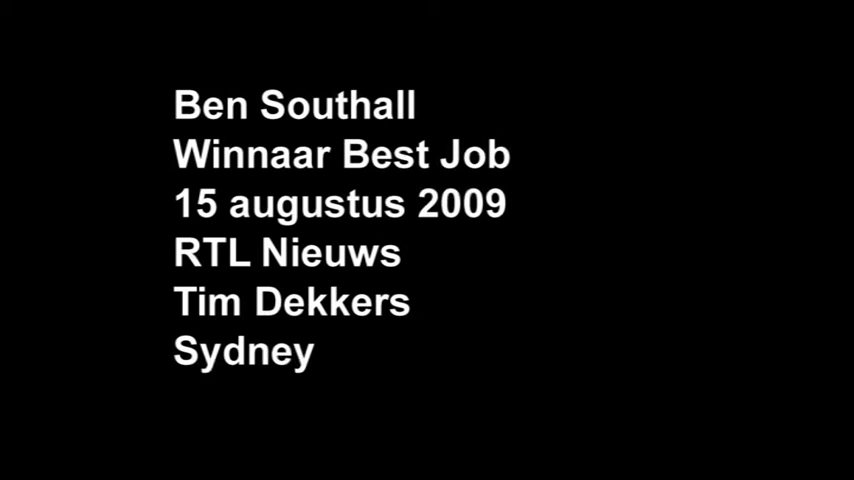 Ben Southall
Winnaar Best Job
15 augustus 2009
RTL Nieuws
Tim Dekkers
Sydney